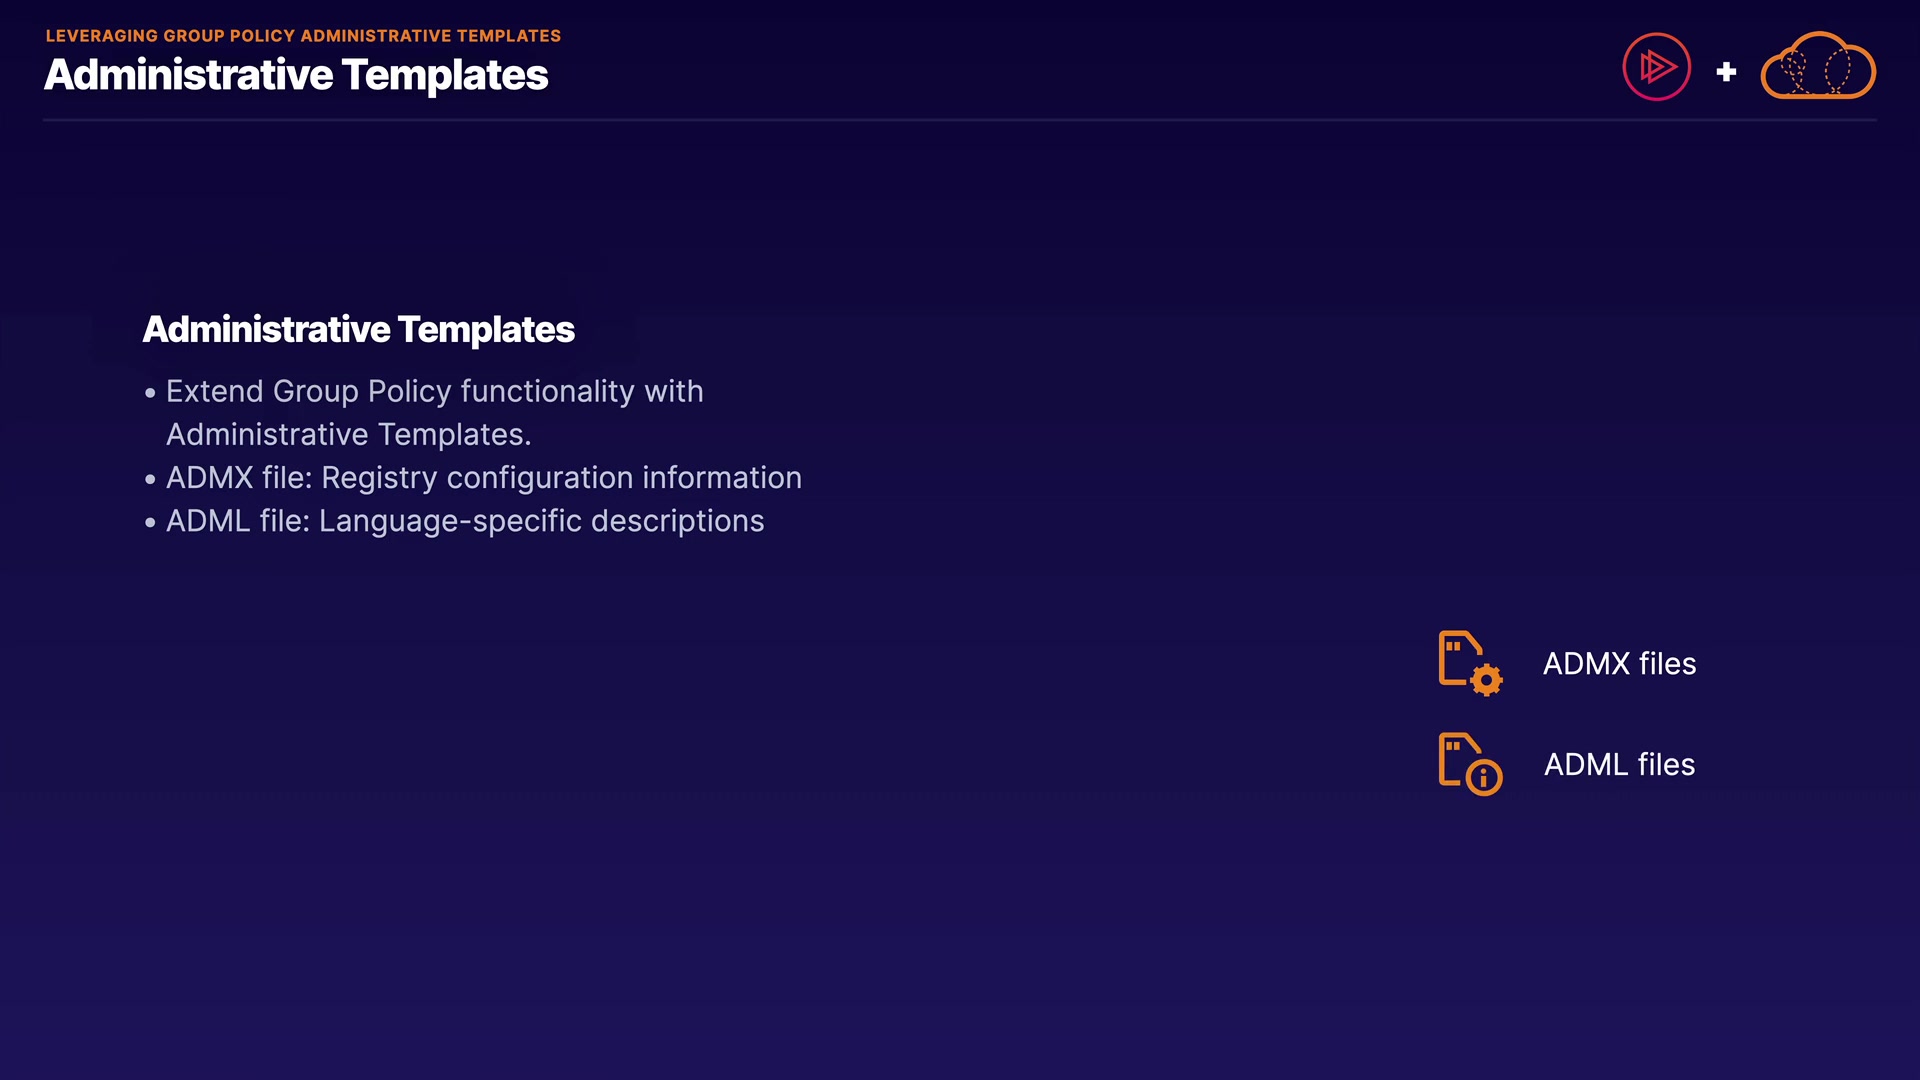 LEVERAGING GROUP POLICY ADMINISTRATIVE TEMPLATES
Administrative Templates
Administrative Templates
• Extend Group Policy functionality with
Administrative Templates.
• ADMX file: Registry configuration information
• ADML file: Language-specific descriptions
ADMX files
ADML files